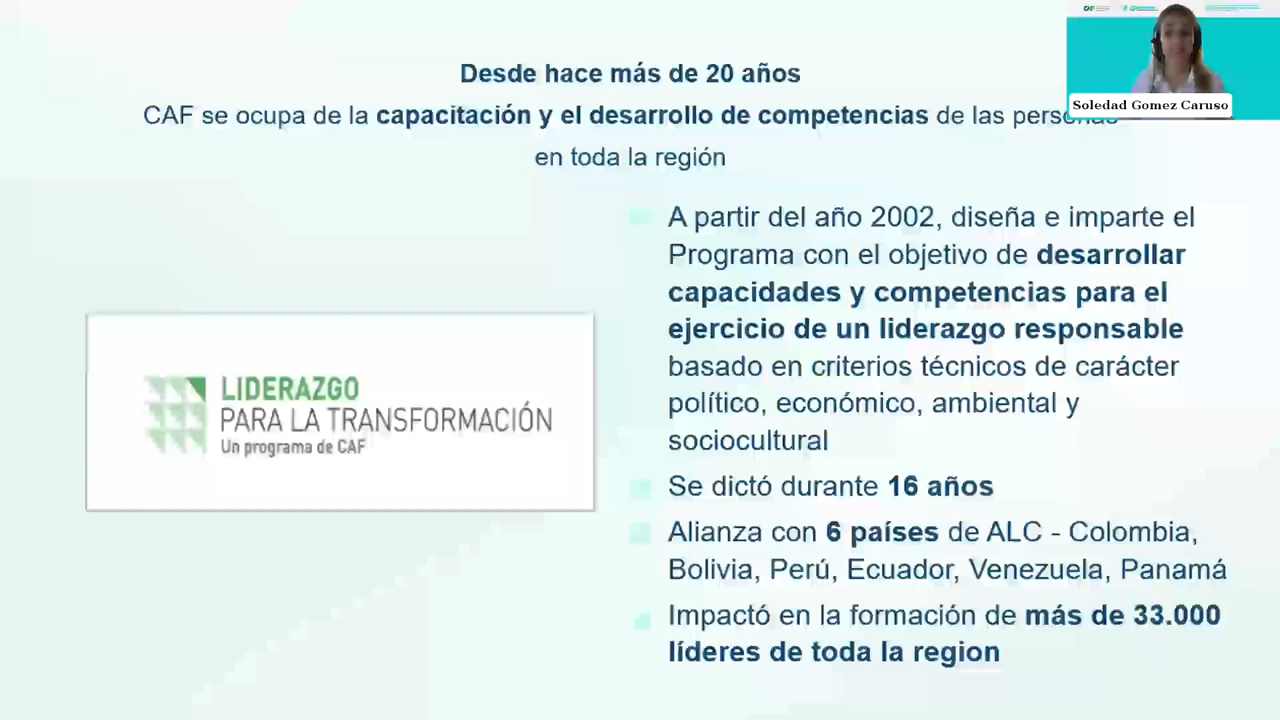 Desde hace más de 20 años
CAF se ocupa de la capacitación y el desarrollo de competencias de las personas
en toda la región
Soledad Gomez Caruso
LIDERAZGO
PARA LA TRANSFORMACIÓN
Un programa de CAF
A partir del año 2002, diseña e imparte el
Programa con el objetivo de desarrollar
capacidades y competencias para el
ejercicio de un liderazgo responsable
basado en criterios técnicos de carácter
político, económico, ambiental y
sociocultural
Se dictó durante 16 años
Alianza con 6 países de ALC - Colombia,
Bolivia, Perú, Ecuador, Venezuela, Panamá
Impactó en la formación de más de 33.000
líderes de toda la region